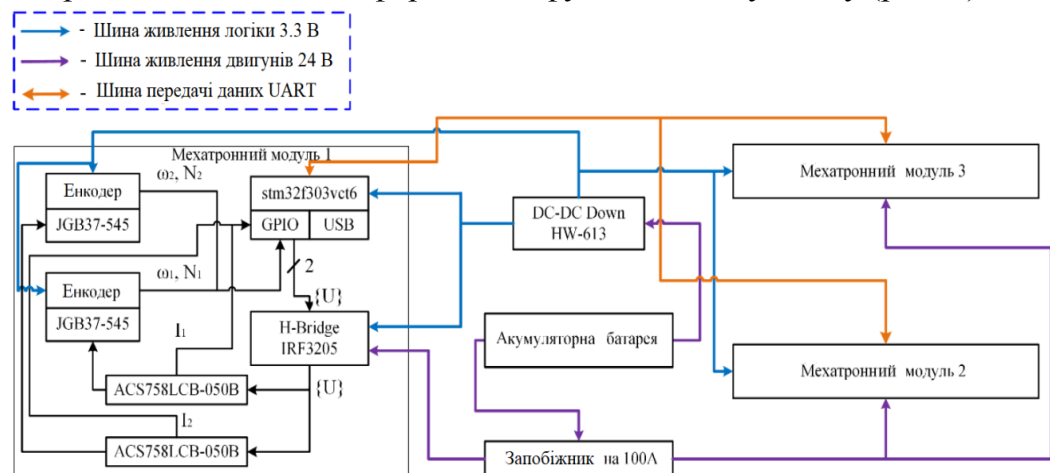 - Шина живлення логіки 3.3 В
- Шина живлення двигунів 24 В
- Шина передачі даних UART
Мехатронний модуль 1
Енкодер
JGB37-545
ω2, N2
stm32f303vct6
GPIO
USB
Енкодер
JGB37-545
ω1, N1
2
{U}
I1
H-Bridge
IRF3205
ACS758LCB-050B
{U}
I2
ACS758LCB-050B
DC-DC Down
HW-613
Акумуляторна батарея
Запобіжник на 100А
Мехатронний модуль 3
Мехатронний модуль 2